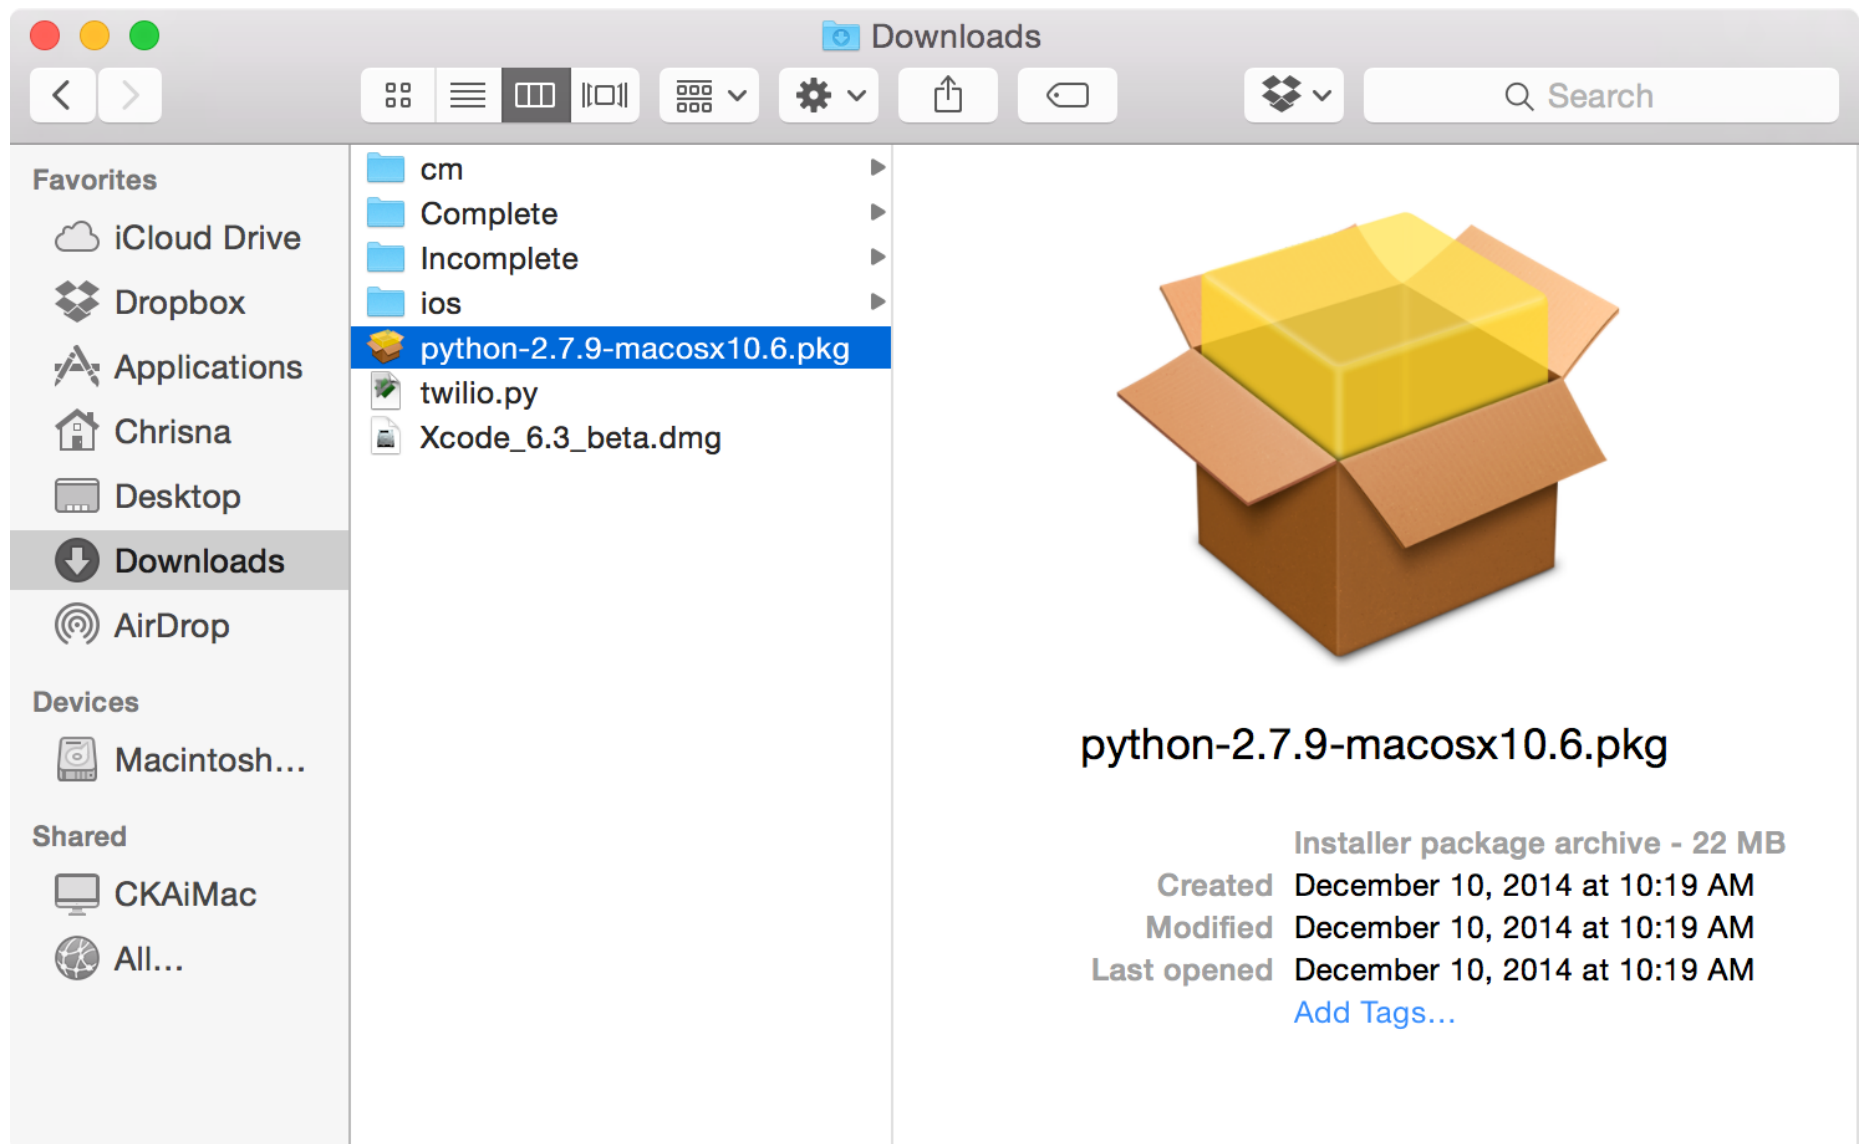 Downloads
Search
Favorites
iCloud Drive
Dropbox
Applications
Chrisna
Desktop
Downloads
AirDrop
Devices
Macintosh...
Shared
CKAiMac
All...
cm
Complete
Incomplete
ios
python-2.7.9-macosx10.6.pkg
twilio.py
Xcode_6.3_beta.dmg
python-2.7.9-macosx10.6.pkg
Installer package archive - 22 MB
Created December 10, 2014 at 10:19 AM
Modified December 10, 2014 at 10:19 AM
Last opened December 10, 2014 at 10:19 AM
Add Tags...